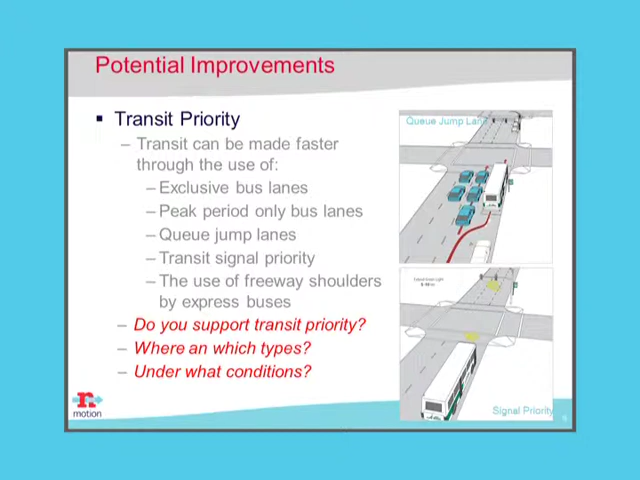 Potential Improvements
▪ Transit Priority
– Transit can be made faster
through the use of:
– Exclusive bus lanes
– Peak period only bus lanes
– Queue jump lanes
– Transit signal priority
– The use of freeway shoulders
by express buses
– Do you support transit priority?
– Where an which types?
– Under what conditions?
Queue Jump Lane
Signal Priority
n
motion